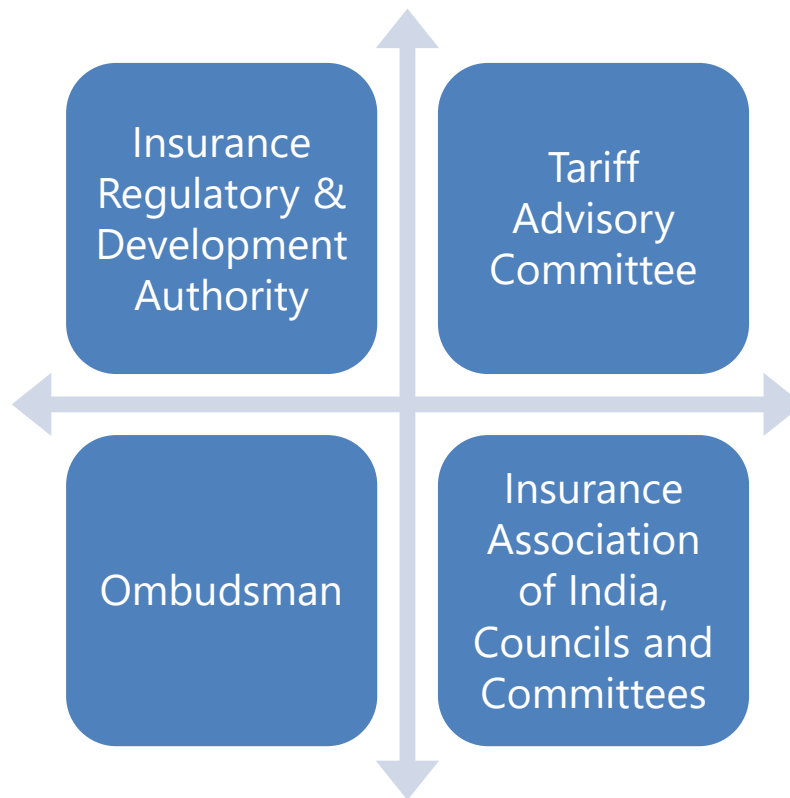 Insurance
Regulatory &
Development
Authority
Tariff
Advisory
Committee
Ombudsman
Insurance
Association
of India,
Councils and
Committees